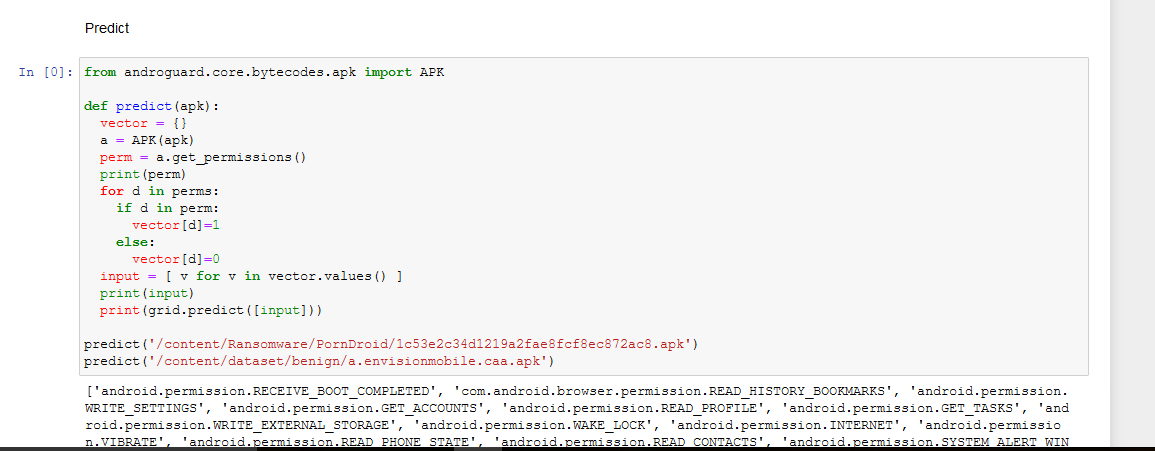 Predict
In [0]: from androguard.core.bytecodes.apk import APK
def predict(apk):
vector = {}
a = APK(apk)
perm = a.get_permissions()
print(perm)
for d in perms:
if d in perm:
vector[d]=1
else:
vector[d]=0
input = [ v for v in vector.values() ]
print(input)
print(grid.predict([input]))
predict('/content/Ransomware/PornDroid/1c53e2c34d1219a2fae8fcf8ec872ac8.apk')
predict('/content/dataset/benign/a.envisionmobile.caa.apk')
['android.permission.RECEIVE_BOOT_COMPLETED', 'com.android.browser.permission.READ_HISTORY_BOOKMARKS', 'android.permission.
WRITE_SETTINGS', 'android.permission.GET_ACCOUNTS', 'android.permission.READ_PROFILE', 'android.permission.GET_TASKS', 'and
roid.permission.WRITE_EXTERNAL_STORAGE', 'android.permission.WAKE_LOCK', 'android.permission.INTERNET', 'android.permissio
n.VIBRATE', 'android.permission.READ_PHONE_STATE', 'android.permission.READ_CONTACTS', 'android.permission.SYSTEM_ALERT_WIN